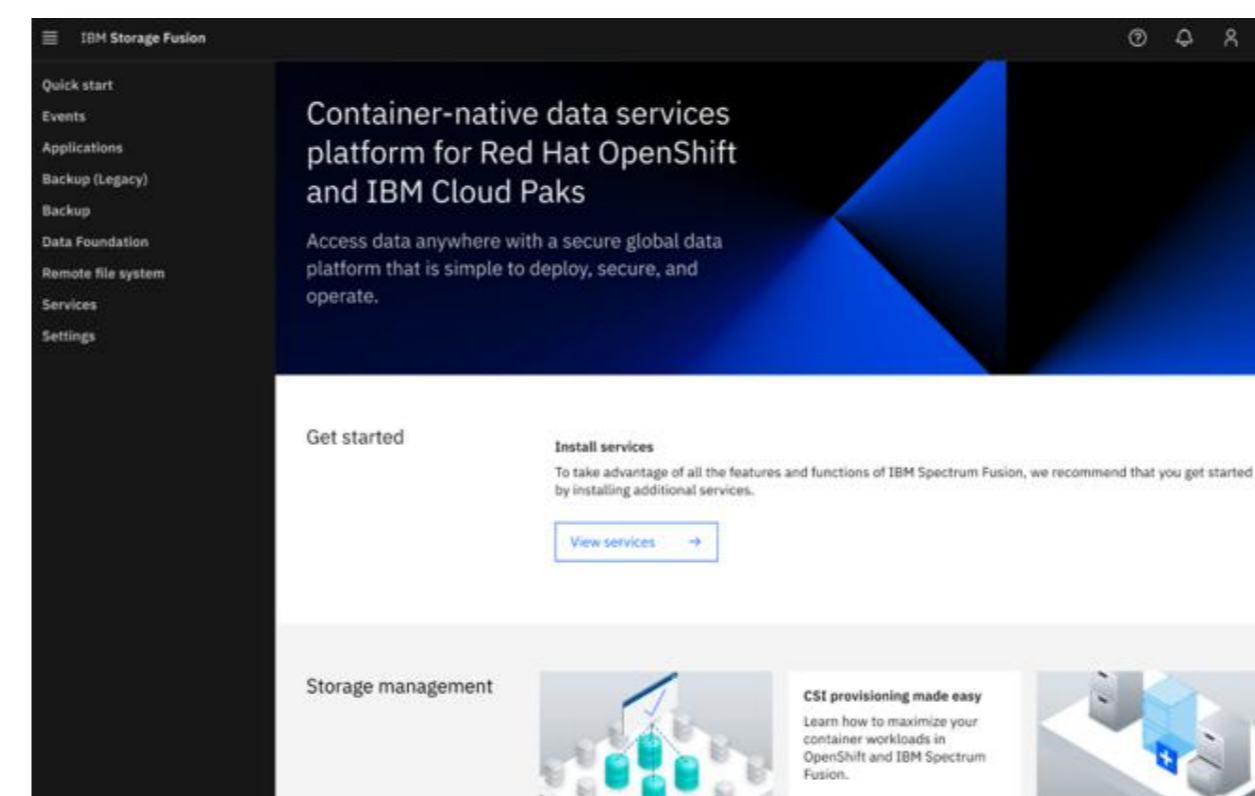 IBM Storage Fusion
Quick start
Events
Applications
Backup (Legacy)
Backup
Data Foundation
Remote file system
Services
Settings
Container-native data services
platform for Red Hat OpenShift
and IBM Cloud Paks
Access data anywhere with a secure global data
platform that is simple to deploy, secure, and
operate.
Get started
Install services
To take advantage of all the features and functions of IBM Spectrum Fusion, we recommend that you get started
by installing additional services.
View services
Storage management
CSI provisioning made easy
Learn how to maximize your
container workloads in
OpenShift and IBM Spectrum
Fusion.